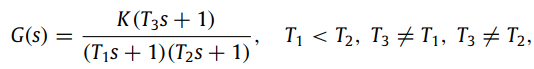 G(s) = K(T₃s + 1) / (T₁s + 1)(T₂s + 1), T₁ < T₂, T₃ ≠ T₁, T₃ ≠ T₂,